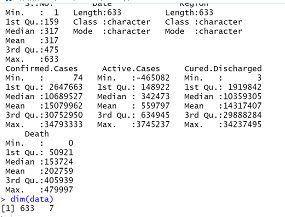 S..No. Date Region
Min. : 1 Length:633 Length:633
1st Qu.:159 Class :character Class :character
Median :317 Mode :character Mode :character
Mean :317
3rd Qu.:475
Max. :633
Confirmed.Cases Active.Cases Cured.Discharged
Min. : 74 Min. :-465082 Min. : 3
1st Qu.: 2647663 1st Qu.: 148922 1st Qu.: 1919842
Median :10689527 Median : 342473 Median :10359305
Mean :15079962 Mean : 559797 Mean :14317407
3rd Qu.:30752950 3rd Qu.: 634945 3rd Qu.:29888284
Max. :34793333 Max. :3745237 Max. :34237495
Death
Min. : 0
1st Qu.: 50921
Median :153724
Mean :202759
3rd Qu.:405939
Max. :479997
> dim(data)
[1] 633 7